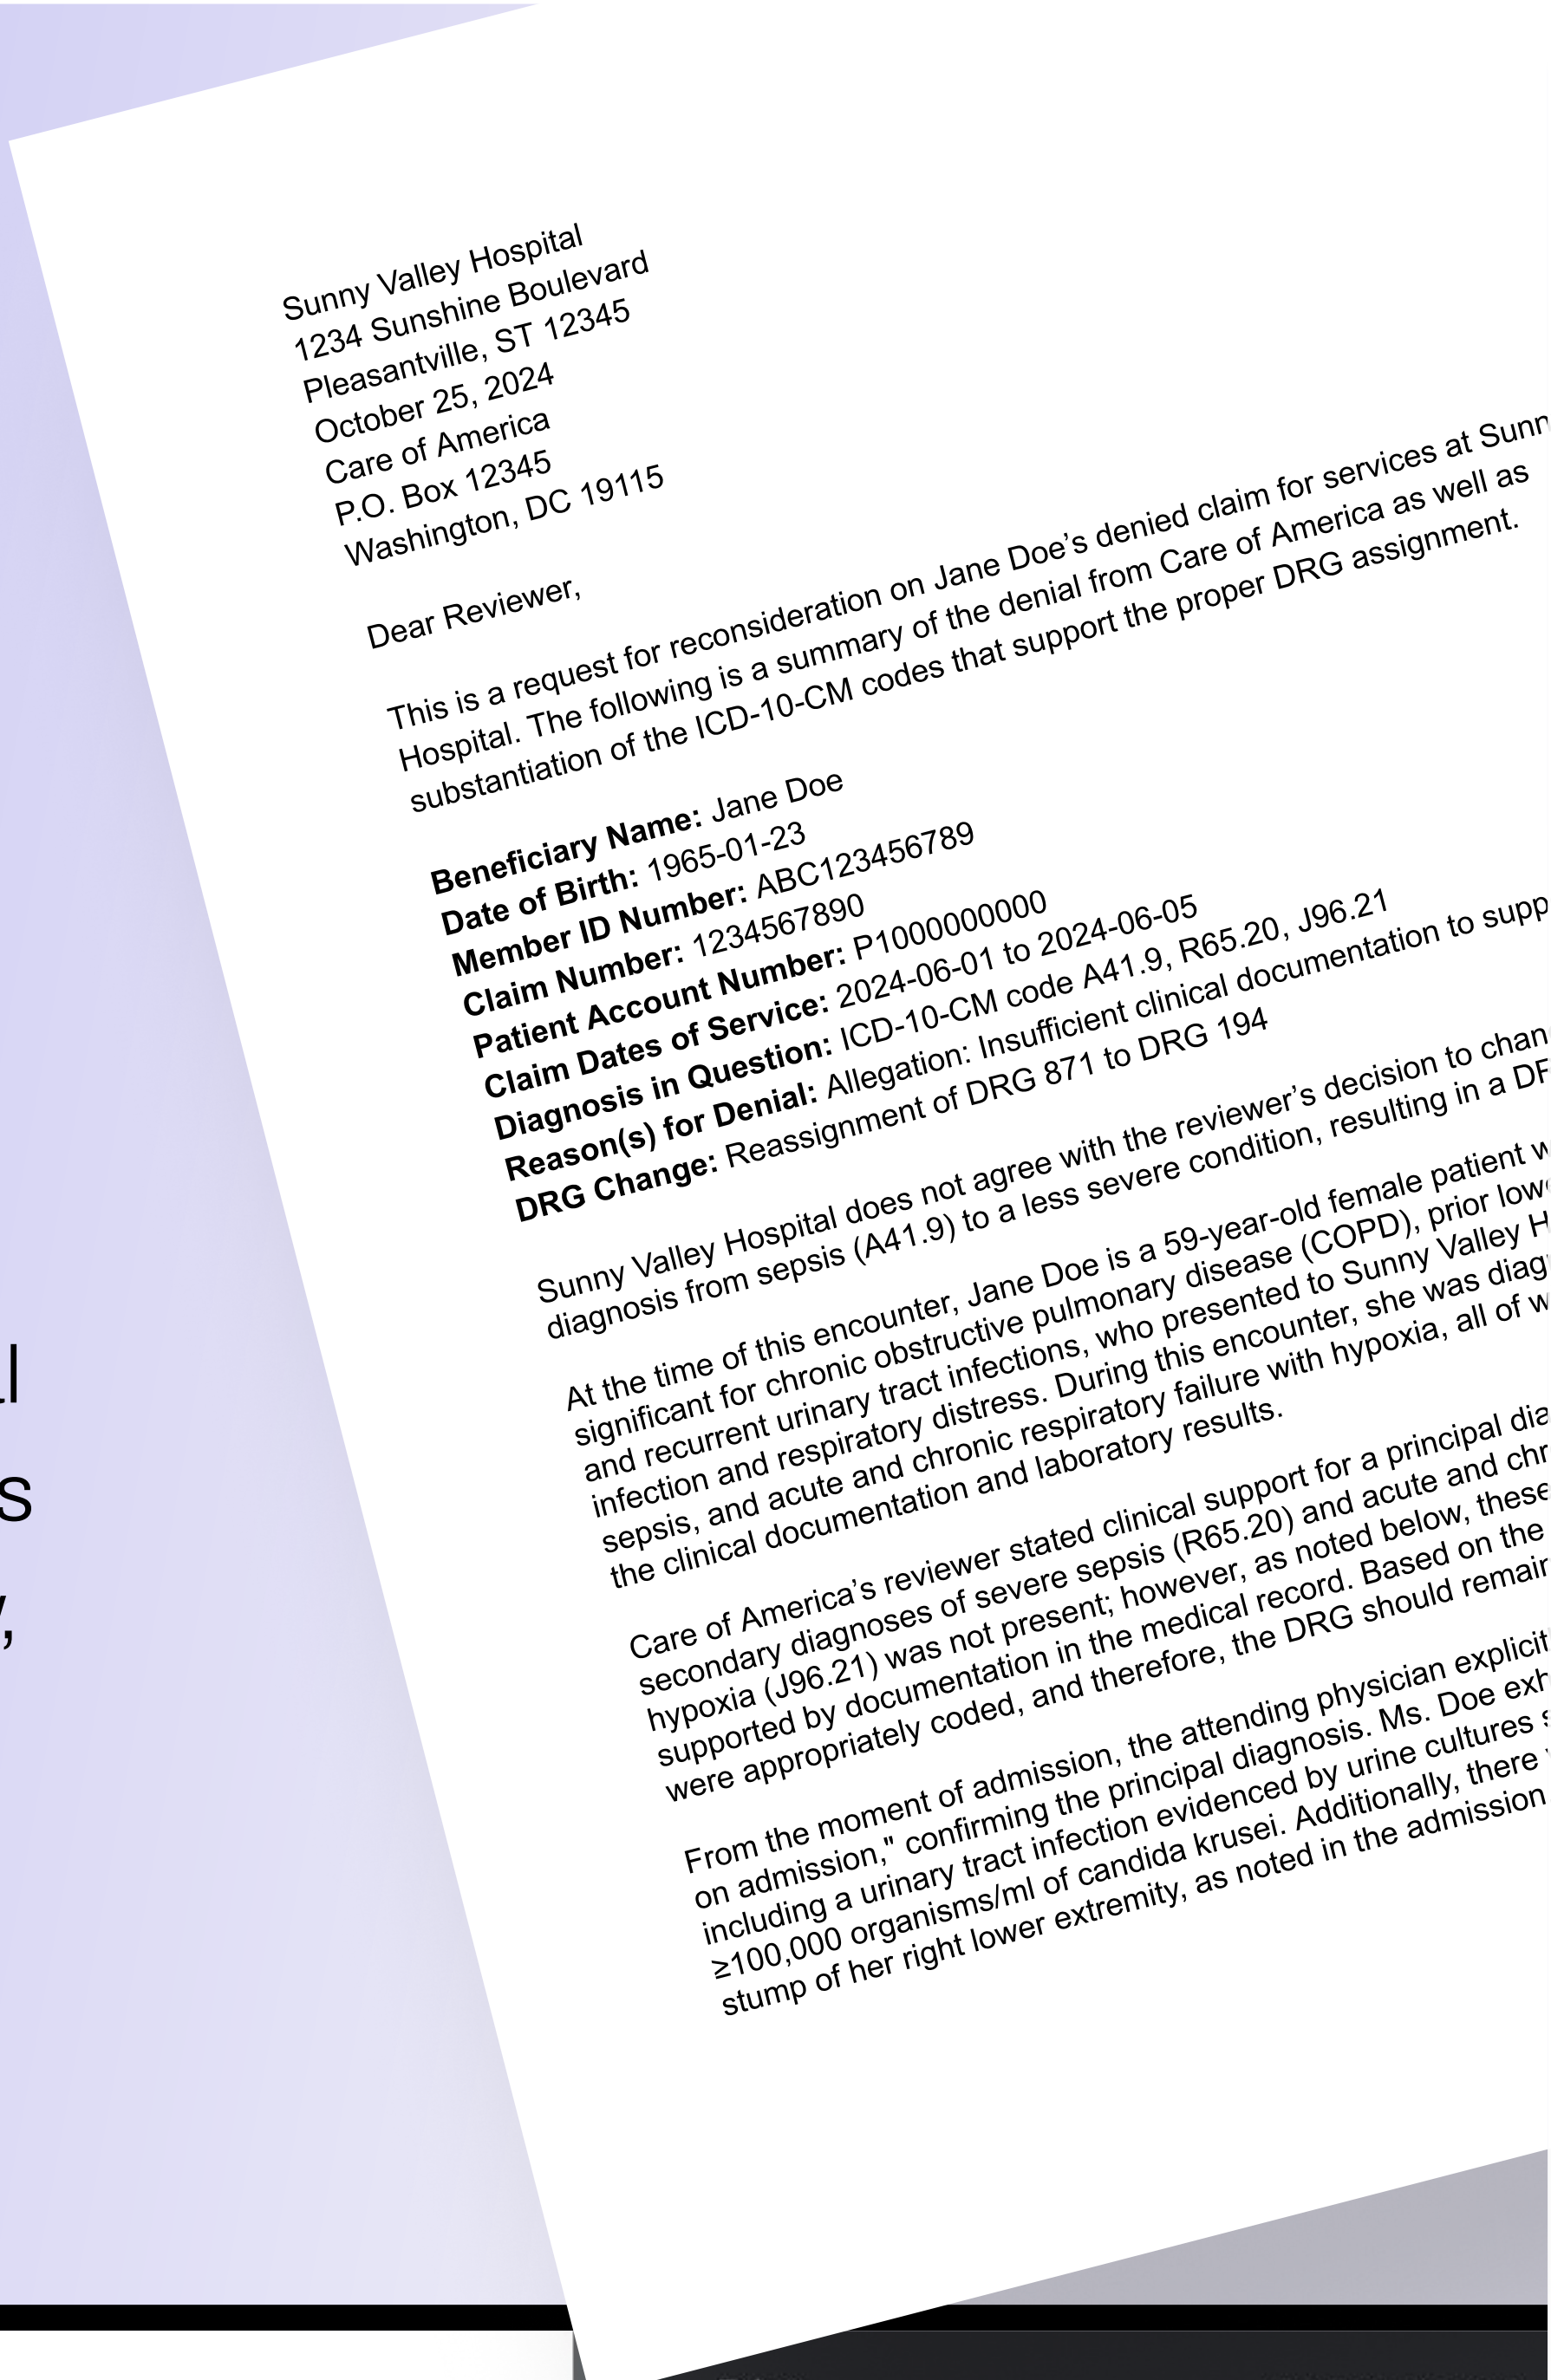 Sunny Valley Hospital
1234 Sunshine Boulevard
Pleasantville, ST 12345
October 25, 2024
Care of America
P.O. Box 12345
Washington, DC 19115
Dear Reviewer,
This is a request for reconsideration on Jane Doe’s denied claim for services at Sunn
Hospital. The following is a summary of the denial from Care of America as well as
substantiation of the ICD-10-CM codes that support the proper DRG assignment.
Beneficiary Name: Jane Doe
Date of Birth: 1965-01-23
Member ID Number: ABC123456789
Claim Number: 1234567890
Patient Account Number: P1000000000
Claim Dates of Service: 2024-06-01 to 2024-06-05
Diagnosis in Question: ICD-10-CM code A41.9, R65.20, J96.21
Reason(s) for Denial: Allegation: Insufficient clinical documentation to supp
DRG Change: Reassignment of DRG 871 to DRG 194
Sunny Valley Hospital does not agree with the reviewer’s decision to chan
diagnosis from sepsis (A41.9) to a less severe condition, resulting in a DR
At the time of this encounter, Jane Doe is a 59-year-old female patient w
significant for chronic obstructive pulmonary disease (COPD), prior lowe
and recurrent urinary tract infections, who presented to Sunny Valley H
infection and respiratory distress. During this encounter, she was diag
sepsis, and acute and chronic respiratory failure with hypoxia, all of w
the clinical documentation and laboratory results.
Care of America’s reviewer stated clinical support for a principal dia
secondary diagnoses of severe sepsis (R65.20) and acute and chr
hypoxia (J96.21) was not present; however, as noted below, these
supported by documentation in the medical record. Based on the
were appropriately coded, and therefore, the DRG should remain
From the moment of admission, the attending physician explicit
on admission," confirming the principal diagnosis. Ms. Doe exh
including a urinary tract infection evidenced by urine cultures s
≥100,000 organisms/ml of candida krusei. Additionally, there
stump of her right lower extremity, as noted in the admission
al
s
y,